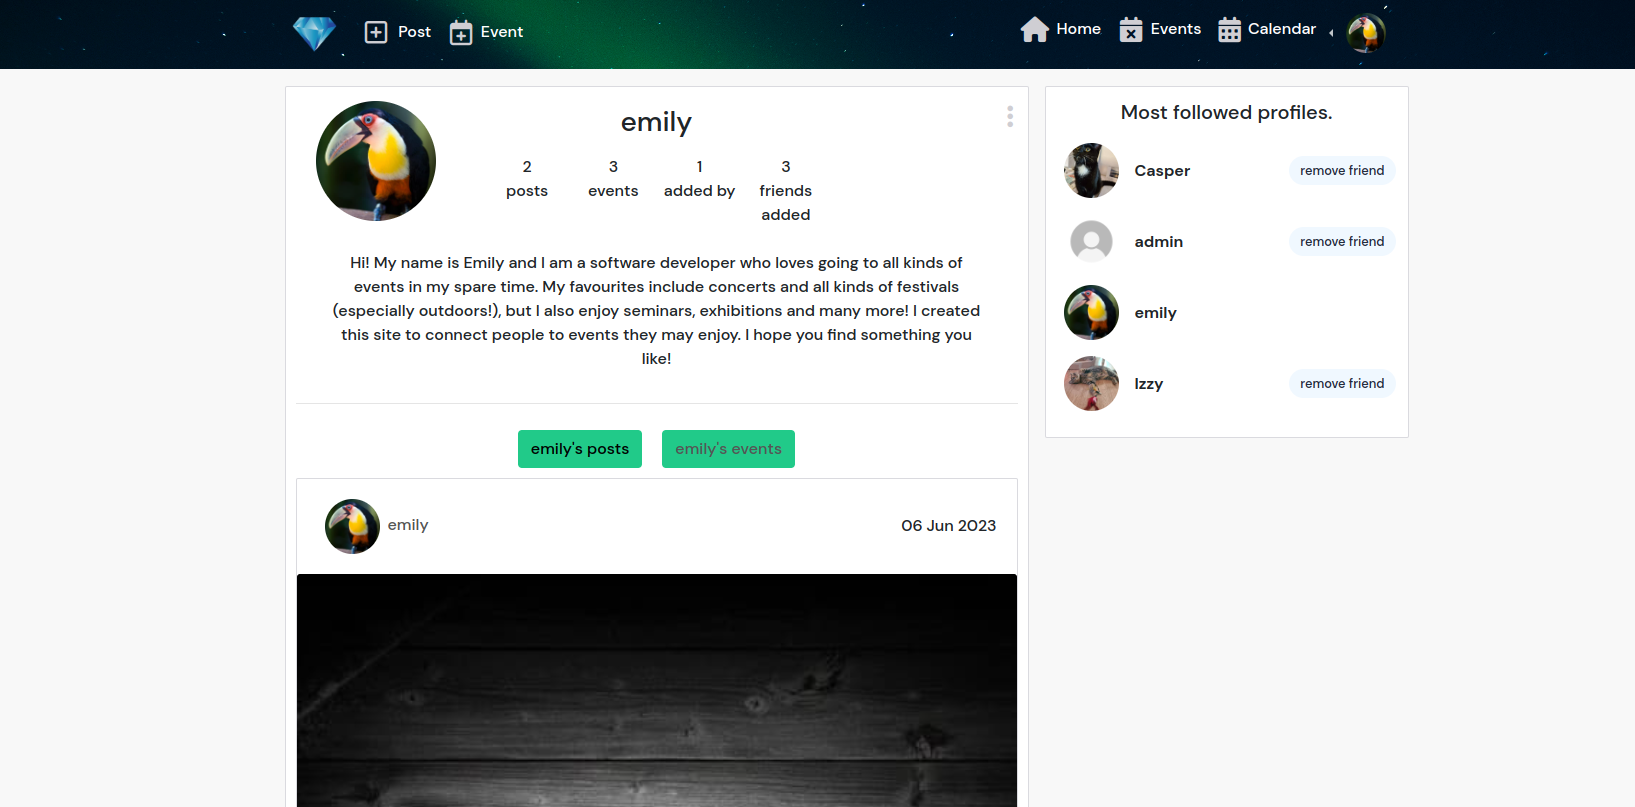 Post
Event
Home
Events
Calendar
emily
2
posts
3
events
1
added by
3
friends
added
Hi! My name is Emily and I am a software developer who loves going to all kinds of
events in my spare time. My favourites include concerts and all kinds of festivals
(especially outdoors!), but I also enjoy seminars, exhibitions and many more! I created
this site to connect people to events they may enjoy. I hope you find something you
like!
emily's posts
emily's events
emily
06 Jun 2023
Most followed profiles.
Casper
remove friend
admin
remove friend
emily
Izzy
remove friend